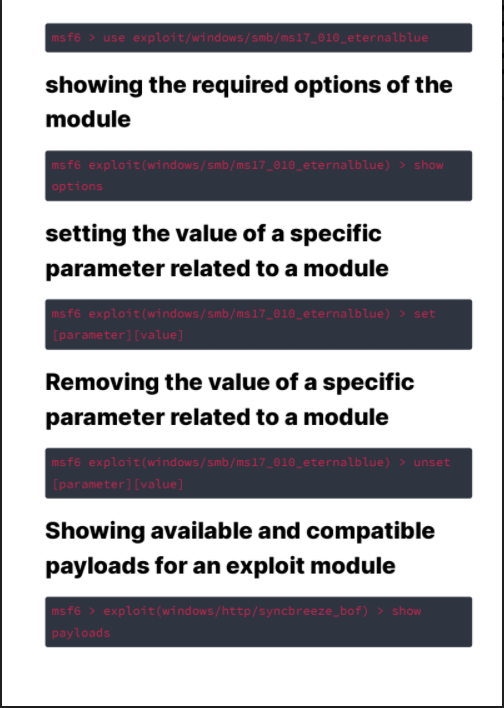 msf6 > use exploit/windows/smb/ms17_010_eternalblue
showing the required options of the
module
msf6 exploit(windows/smb/ms17_010_eternalblue) > show
options
setting the value of a specific
parameter related to a module
msf6 exploit(windows/smb/ms17_010_eternalblue) > set
[parameter][value]
Removing the value of a specific
parameter related to a module
msf6 exploit(windows/smb/ms17_010_eternalblue) > unset
[parameter][value]
Showing available and compatible
payloads for an exploit module
msf6 > exploit(windows/http/syncbreeze_bof) > show
payloads